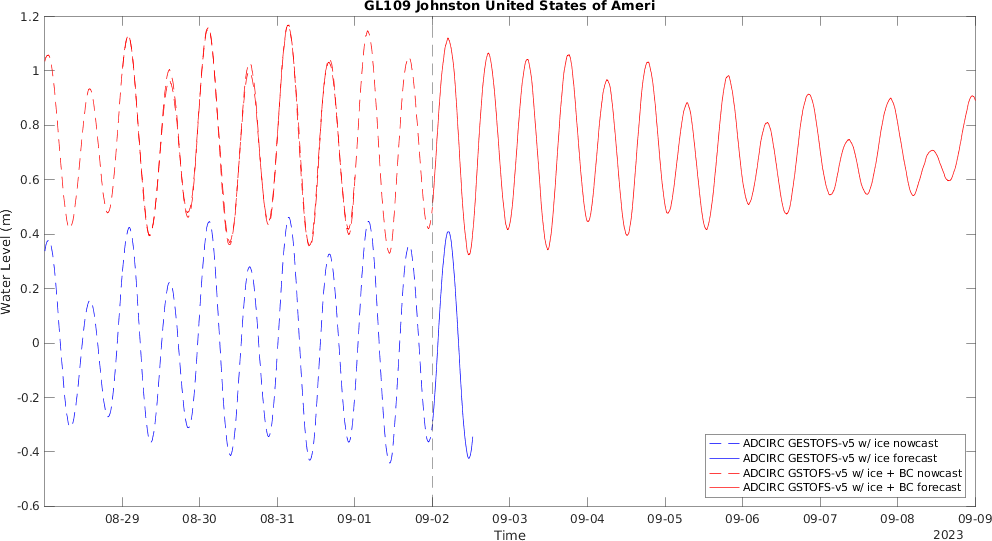 GL109 Johnston United States of Ameri
1.2
1
0.8
0.6
0.4
0.2
0
-0.2
-0.4
-0.6
Water Level (m)
08-29 08-30 08-31 09-01 09-02 09-03 09-04 09-05 09-06 09-07 09-08 09-09
Time
2023
ADCIRC GESTOFS-v5 w/ ice nowcast
ADCIRC GESTOFS-v5 w/ ice forecast
ADCIRC GSTOFS-v5 w/ ice + BC nowcast
ADCIRC GSTOFS-v5 w/ ice + BC forecast